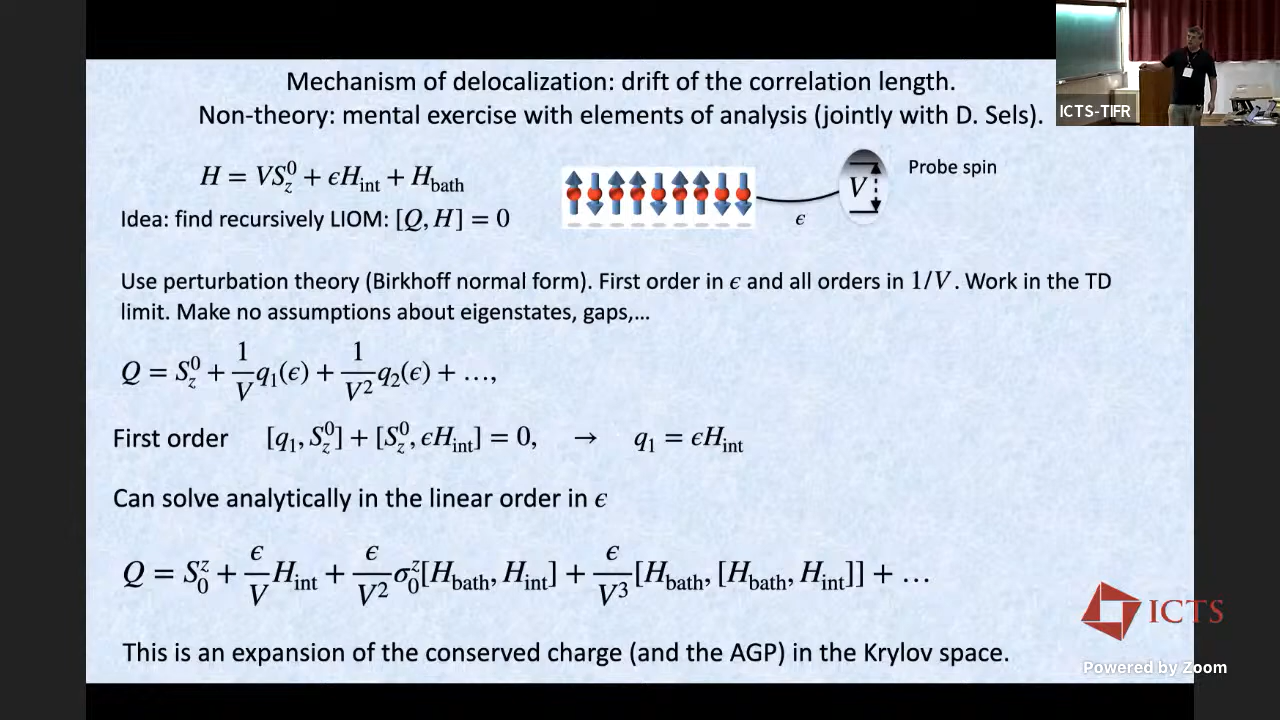 Mechanism of delocalization: drift of the correlation length.
Non-theory: mental exercise with elements of analysis (jointly with D. Sels).
ICTS-TIFR
H = VS_z^0 + ϵH_int + H_bath
V
Probe spin
ϵ
Idea: find recursively LIOM: [Q, H] = 0
Use perturbation theory (Birkhoff normal form). First order in ϵ and all orders in 1/V. Work in the TD
limit. Make no assumptions about eigenstates, gaps,...
Q = S_z^0 + 1/V q_1(ϵ) + 1/V^2 q_2(ϵ) + …,
First order [q_1, S_z^0] + [S_z^0, ϵH_int] = 0, → q_1 = ϵH_int
Can solve analytically in the linear order in ϵ
Q = S_0^z + ϵ/V H_int + ϵ/V^2 σ_0^z[H_bath, H_int] + ϵ/V^3 [H_bath, [H_bath, H_int]] + …
ICTS
This is an expansion of the conserved charge (and the AGP) in the Krylov space.
Powered by Zoom